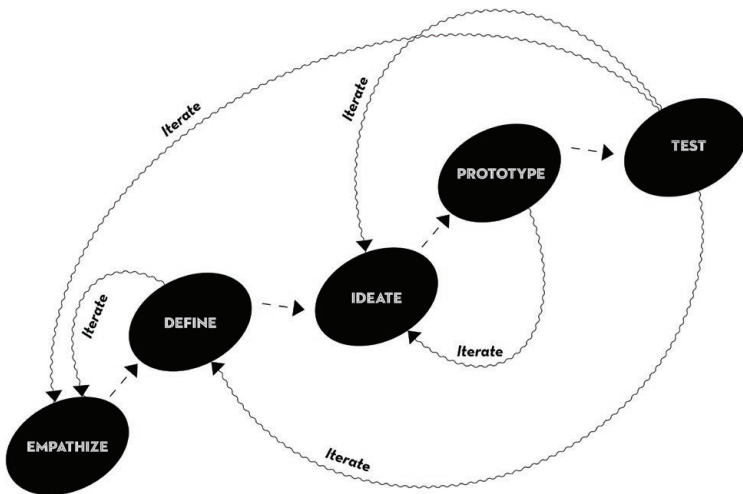 Iterate
Iterate
TEST
PROTOTYPE
IDEATE
DEFINE
Iterate
Iterate
EMPATHIZE
Iterate